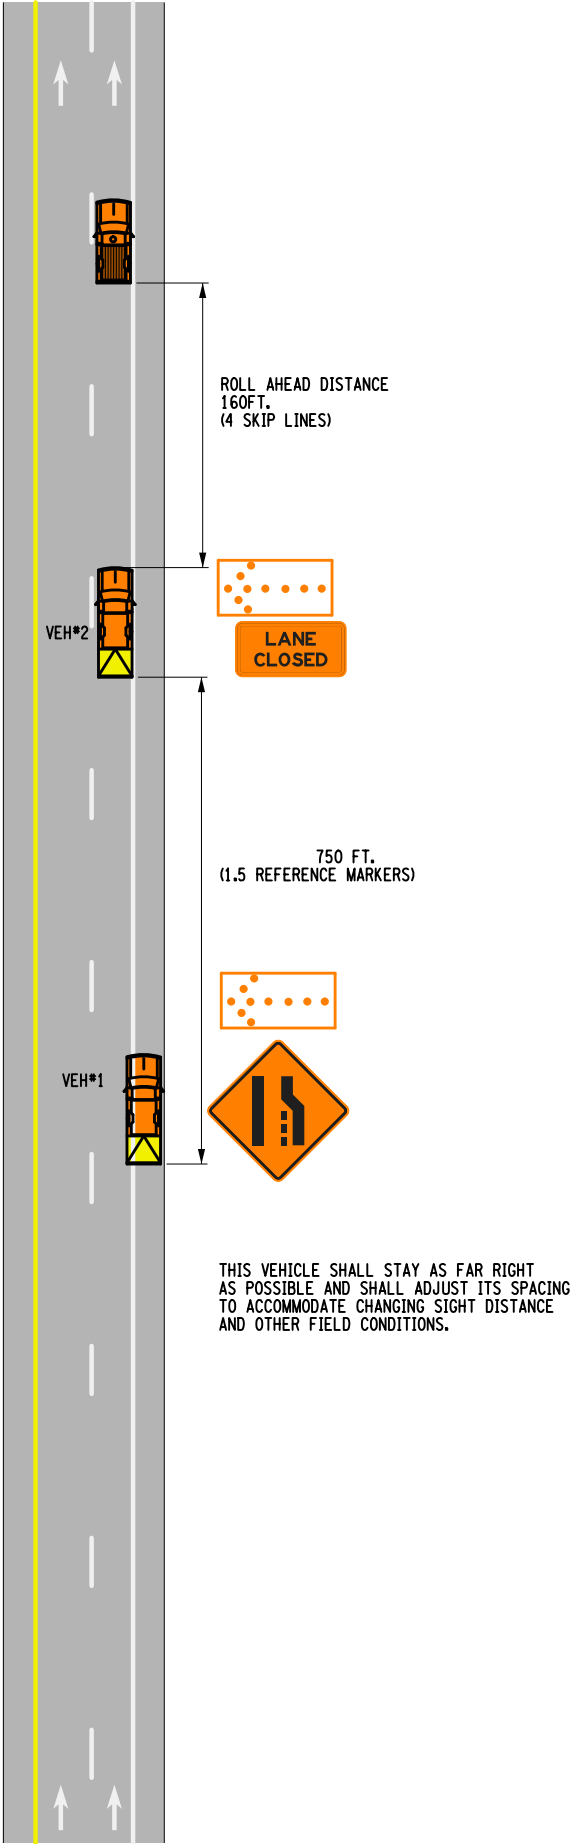 ROLL AHEAD DISTANCE
160FT.
(4 SKIP LINES)
VEH#2
LANE
CLOSED
750 FT.
(1.5 REFERENCE MARKERS)
VEH#1
THIS VEHICLE SHALL STAY AS FAR RIGHT
AS POSSIBLE AND SHALL ADJUST ITS SPACING
TO ACCOMMODATE CHANGING SIGHT DISTANCE
AND OTHER FIELD CONDITIONS.